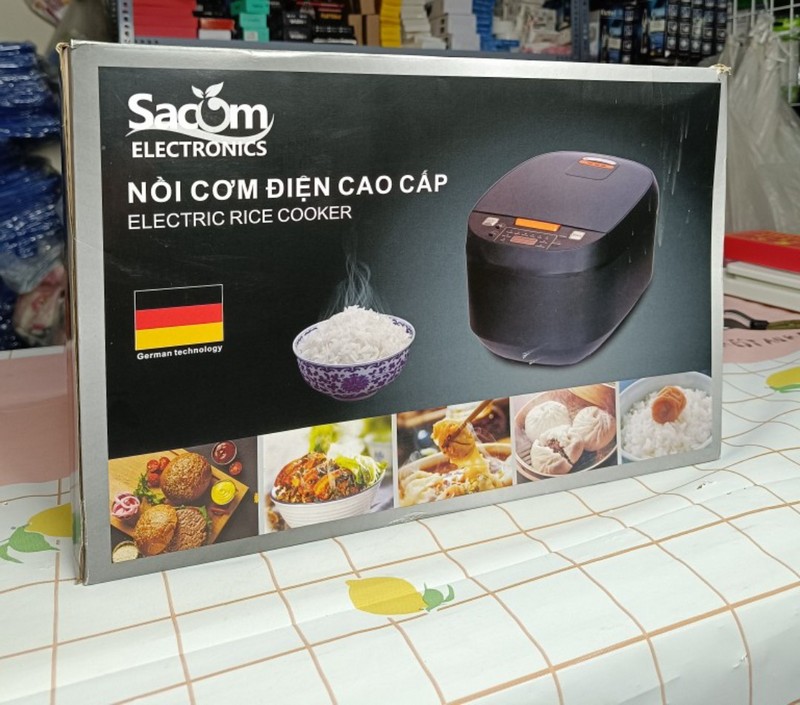 Sacom
ELECTRONICS
NỒI CƠM ĐIỆN CAO CẤP
ELECTRIC RICE COOKER
German technology